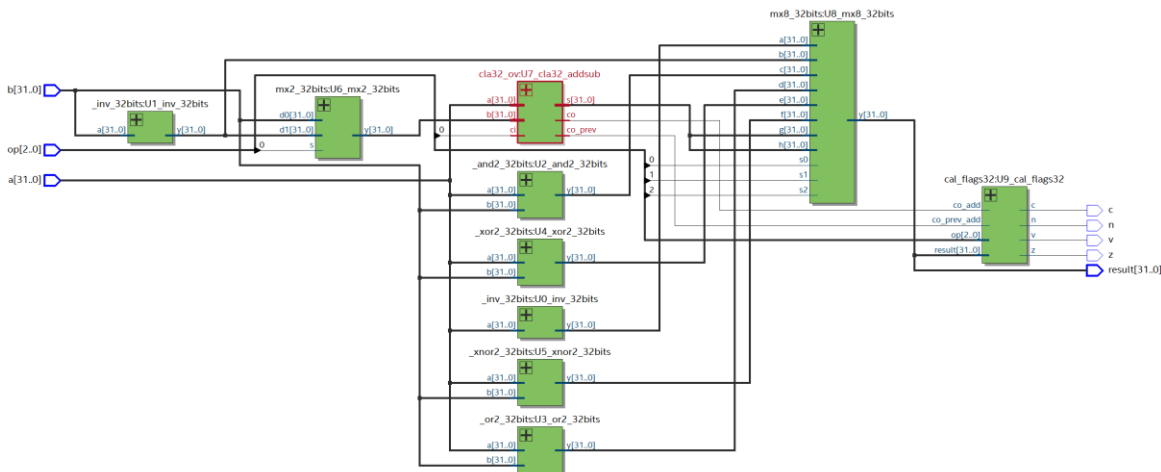 mx8_32bits:U8_mx8_32bits
a[31..0]
b[31..0]
c[31..0]
d[31..0]
e[31..0]
f[31..0]
g[31..0]
h[31..0]
s0
s1
s2
y[31..0]
0
1
2
b[31..0]
op[2..0]
a[31..0]
_inv_32bits:U1_inv_32bits
a[31..0] y[31..0]
mx2_32bits:U6_mx2_32bits
d0[31..0]
d1[31..0] y[31..0]
0 s
cla32_ov:U7_cla32_addsub
a[31..0] s[31..0]
b[31..0] co
0 ci co_prev
_and2_32bits:U2_and2_32bits
a[31..0] y[31..0]
b[31..0]
_xor2_32bits:U4_xor2_32bits
a[31..0] y[31..0]
b[31..0]
_inv_32bits:U0_inv_32bits
a[31..0] y[31..0]
_xnor2_32bits:U5_xnor2_32bits
a[31..0] y[31..0]
b[31..0]
_or2_32bits:U3_or2_32bits
a[31..0] y[31..0]
b[31..0]
cal_flags32:U9_cal_flags32
co_add c
co_prev_add n
op[2..0] v
result[31..0] z
c
n
v
z
result[31..0]